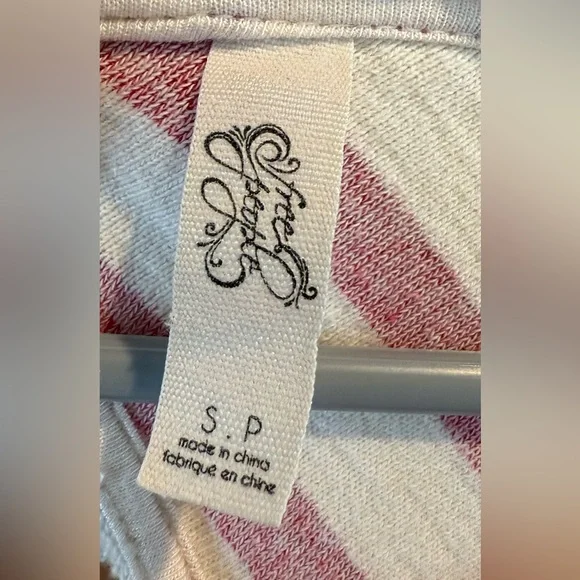 free
people
S.P
made in china
fabriqué en chine